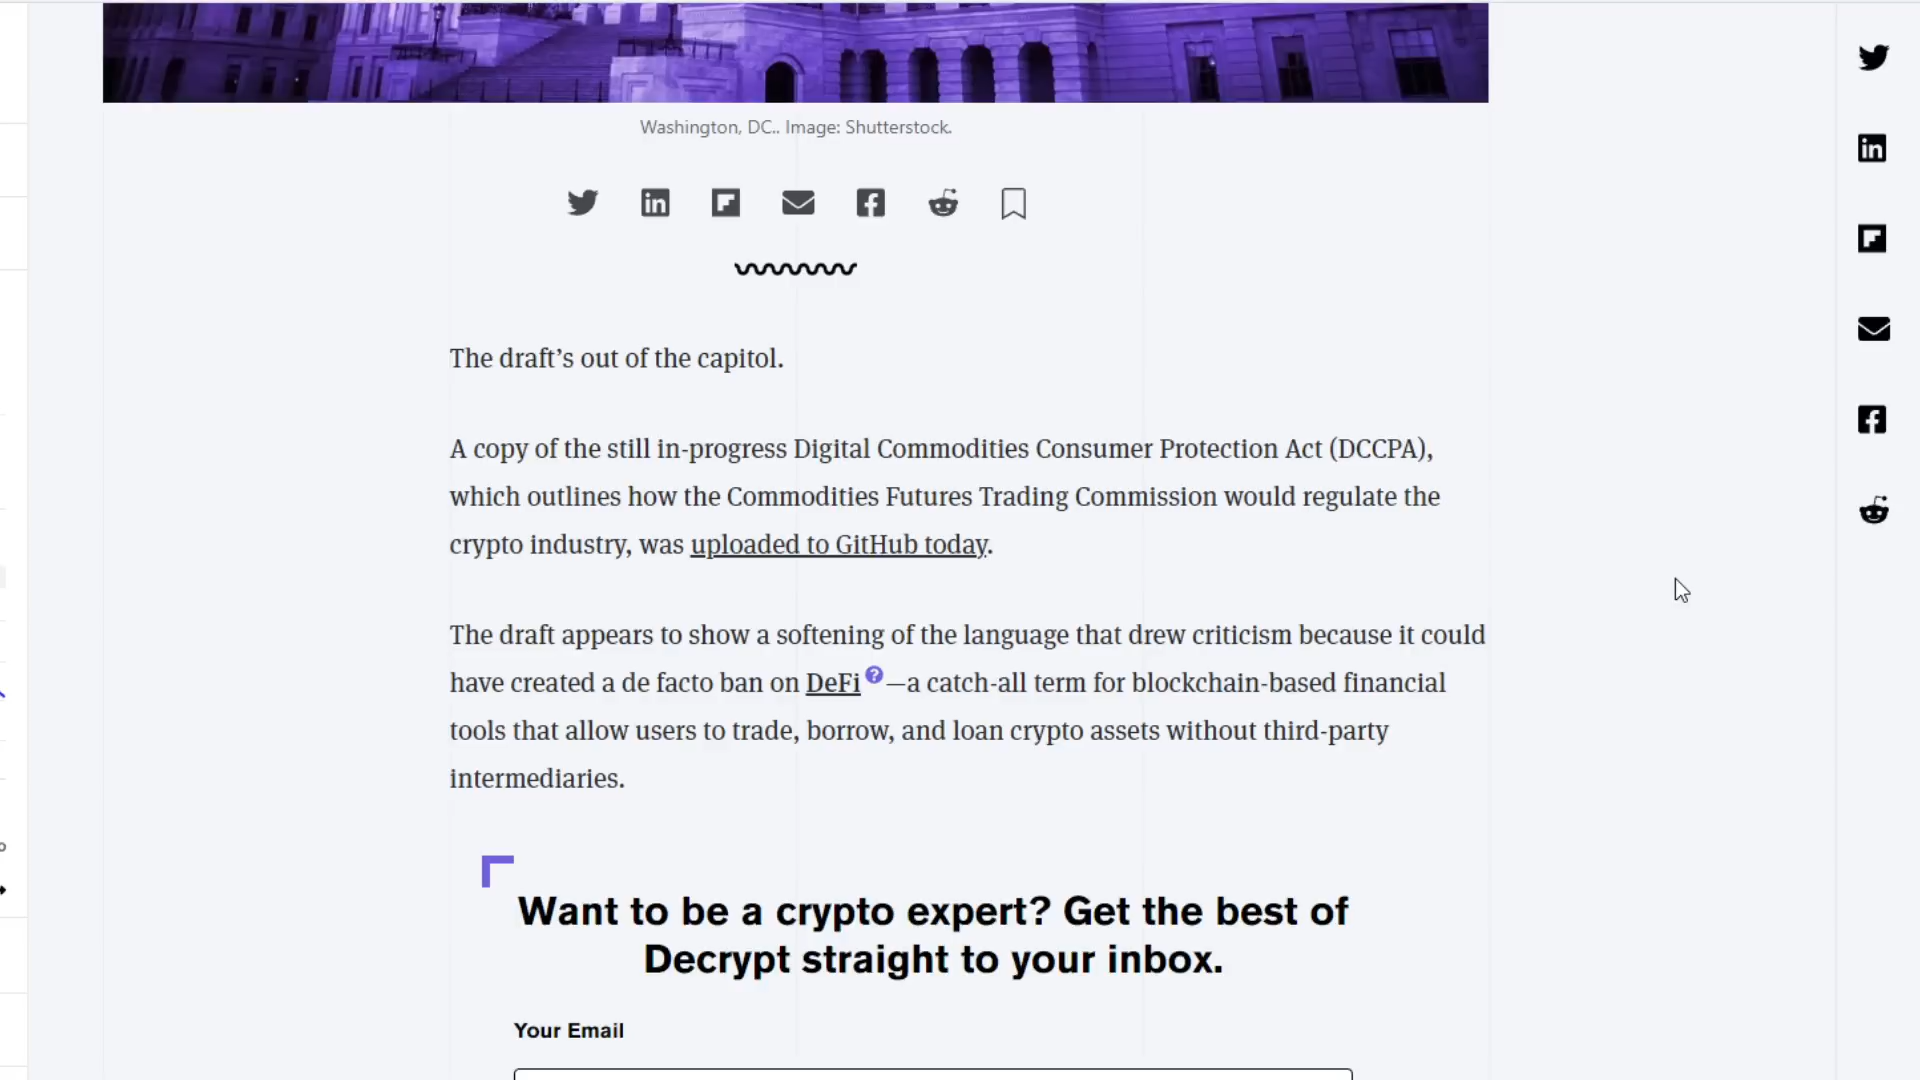 Washington, DC.. Image: Shutterstock.
The draft’s out of the capitol.
A copy of the still in-progress Digital Commodities Consumer Protection Act (DCCPA),
which outlines how the Commodities Futures Trading Commission would regulate the
crypto industry, was uploaded to GitHub today.
The draft appears to show a softening of the language that drew criticism because it could
have created a de facto ban on DeFi ?—a catch-all term for blockchain-based financial
tools that allow users to trade, borrow, and loan crypto assets without third-party
intermediaries.
Want to be a crypto expert? Get the best of
Decrypt straight to your inbox.
Your Email